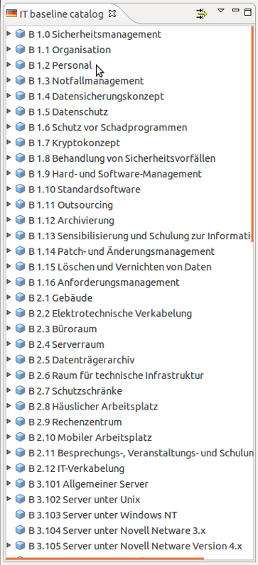 IT baseline catalog
B 1.0 Sicherheitsmanagement
B 1.1 Organisation
B 1.2 Personal
B 1.3 Notfallmanagement
B 1.4 Datensicherungskonzept
B 1.5 Datenschutz
B 1.6 Schutz vor Schadprogrammen
B 1.7 Kryptokonzept
B 1.8 Behandlung von Sicherheitsvorfällen
B 1.9 Hard- und Software-Management
B 1.10 Standardsoftware
B 1.11 Outsourcing
B 1.12 Archivierung
B 1.13 Sensibilisierung und Schulung zur Informati
B 1.14 Patch- und Änderungsmanagement
B 1.15 Löschen und Vernichten von Daten
B 1.16 Anforderungsmanagement
B 2.1 Gebäude
B 2.2 Elektrotechnische Verkabelung
B 2.3 Büroraum
B 2.4 Serverraum
B 2.5 Datenträgerarchiv
B 2.6 Raum für technische Infrastruktur
B 2.7 Schutzschränke
B 2.8 Häuslicher Arbeitsplatz
B 2.9 Rechenzentrum
B 2.10 Mobiler Arbeitsplatz
B 2.11 Besprechungs-, Veranstaltungs- und Schulun
B 2.12 IT-Verkabelung
B 3.101 Allgemeiner Server
B 3.102 Server unter Unix
B 3.103 Server unter Windows NT
B 3.104 Server unter Novell Netware 3.x
B 3.105 Server unter Novell Netware Version 4.x